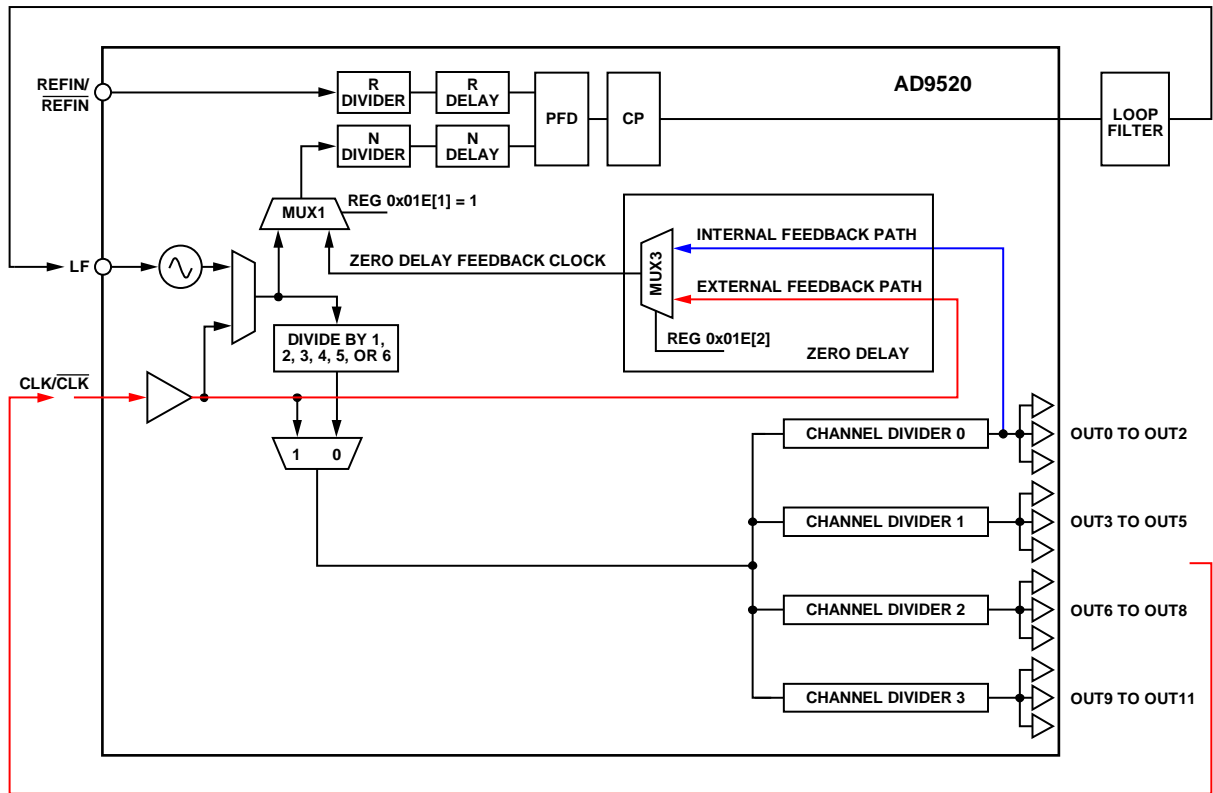 AD9520
REFIN/
REFIN
R
DIVIDER
R
DELAY
PFD
CP
LOOP
FILTER
N
DIVIDER
N
DELAY
REG 0x01E[1] = 1
MUX1
INTERNAL FEEDBACK PATH
LF
ZERO DELAY FEEDBACK CLOCK
MUX3
EXTERNAL FEEDBACK PATH
DIVIDE BY 1,
2, 3, 4, 5, OR 6
REG 0x01E[2]
ZERO DELAY
CLK/CLK
1 0
CHANNEL DIVIDER 0
OUT0 TO OUT2
CHANNEL DIVIDER 1
OUT3 TO OUT5
CHANNEL DIVIDER 2
OUT6 TO OUT8
CHANNEL DIVIDER 3
OUT9 TO OUT11